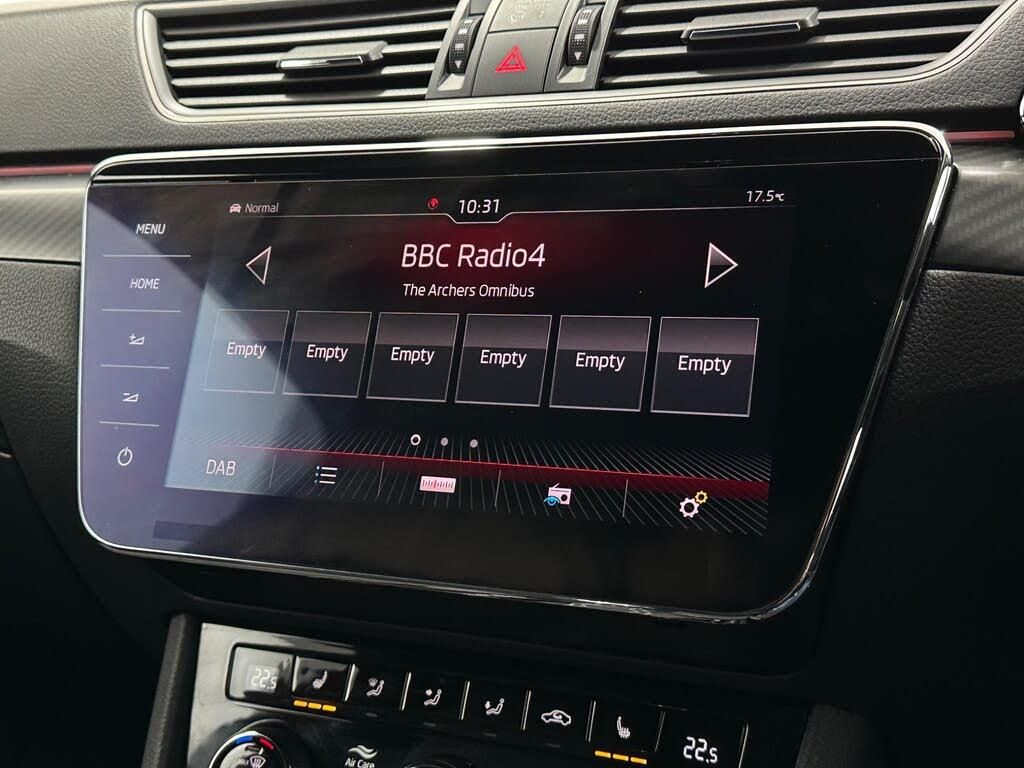 Normal
10:31
17.5°C
MENU
BBC Radio4
HOME
The Archers Omnibus
Empty Empty Empty Empty Empty Empty
DAB
22.5
22.5
MAX
Air Care